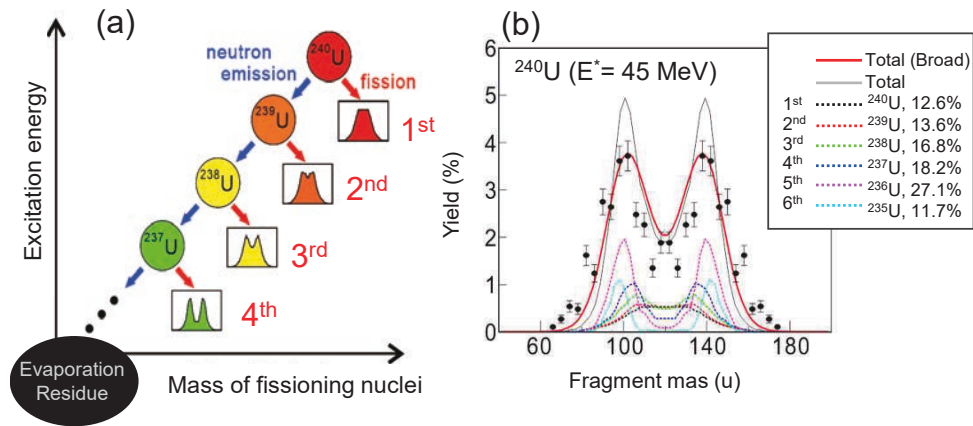 (a)
Excitation energy
²⁴⁰U
neutron
emission
fission
1ˢᵗ
²³⁹U
2ⁿᵈ
²³⁸U
3ʳᵈ
²³⁷U
4ᵗʰ
Evaporation
Residue
Mass of fissioning nuclei
(b)
²⁴⁰U (E*= 45 MeV)
Yield (%)
6
5
4
3
2
1
0
60
100
140
180
Fragment mas (u)
Total (Broad)
Total
1ˢᵗ ²⁴⁰U, 12.6%
2ⁿᵈ ²³⁹U, 13.6%
3ʳᵈ ²³⁸U, 16.8%
4ᵗʰ ²³⁷U, 18.2%
5ᵗʰ ²³⁶U, 27.1%
6ᵗʰ ²³⁵U, 11.7%